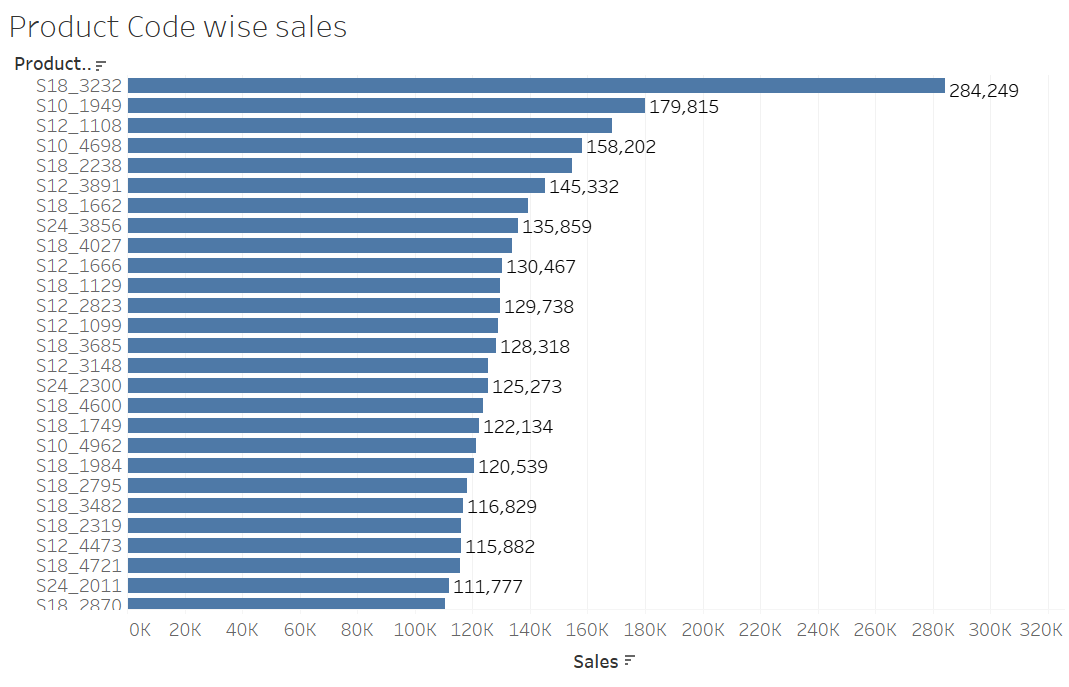 Product Code wise sales
Product..
S18_3232 284,249
S10_1949 179,815
S12_1108
S10_4698 158,202
S18_2238
S12_3891 145,332
S18_1662
S24_3856 135,859
S18_4027
S12_1666 130,467
S18_1129
S12_2823 129,738
S12_1099
S18_3685 128,318
S12_3148
S24_2300 125,273
S18_4600
S18_1749 122,134
S10_4962
S18_1984 120,539
S18_2795
S18_3482 116,829
S18_2319
S12_4473 115,882
S18_4721
S24_2011 111,777
S18_2870
0K 20K 40K 60K 80K 100K 120K 140K 160K 180K 200K 220K 240K 260K 280K 300K 320K
Sales